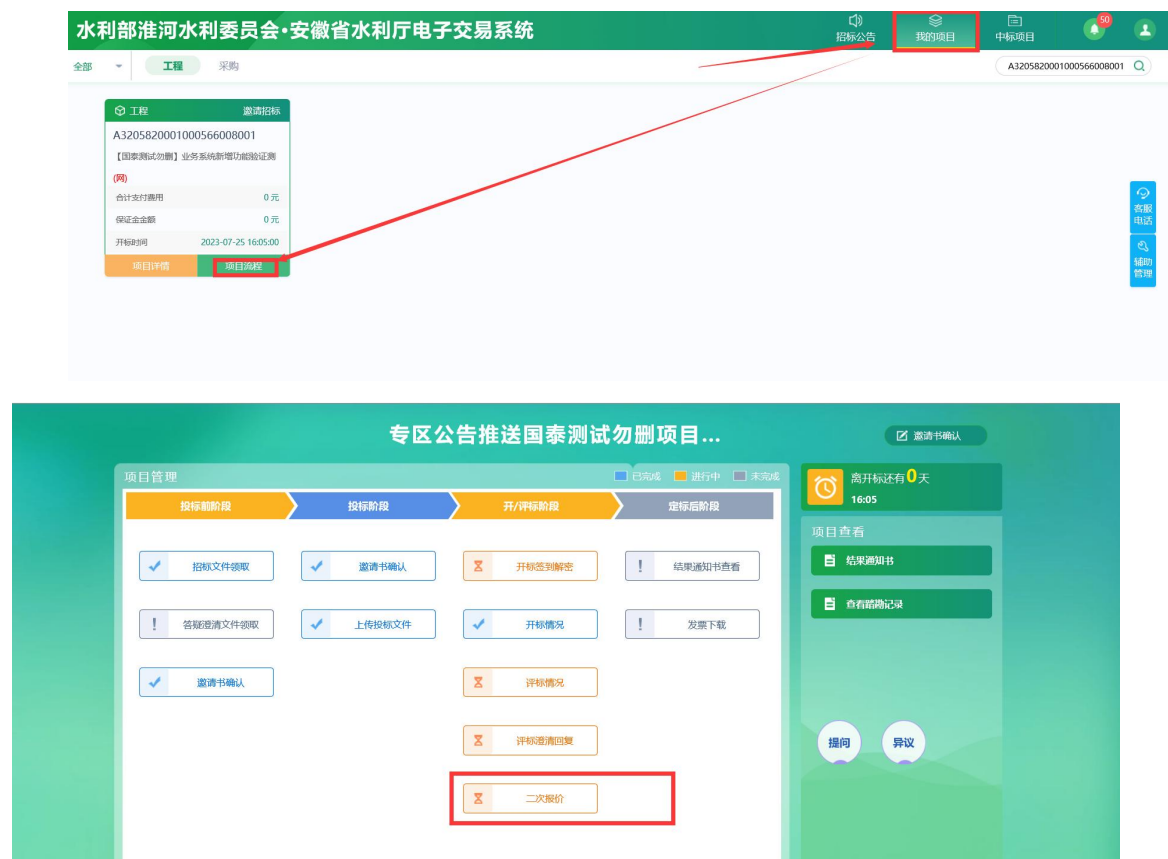 水利部淮河水利委员会·安徽省水利厅电子交易系统
招标公告
我的项目
中标项目
50
全部
工程
采购
A3205820001000566008001
工程
邀请招标
A3205820001000566008001
【国泰测试勿删】业务系统新增功能验证测
(网)
合计支付费用
0 元
保证金金额
0 元
开标时间
2023-07-25 16:05:00
项目详情
项目流程
客服
电话
辅助
管理
专区公告推送国泰测试勿删项目...
邀请书确认
项目管理
已完成
进行中
未完成
离开标还有0天
16:05
投标前阶段
投标阶段
开/评标阶段
定标后阶段
项目查看
招标文件领取
邀请书确认
开标签到解密
结果通知书查看
结果通知书
查看踏勘记录
答疑澄清文件领取
上传投标文件
开标情况
发票下载
邀请书确认
评标情况
评标澄清回复
提问
异议
二次报价